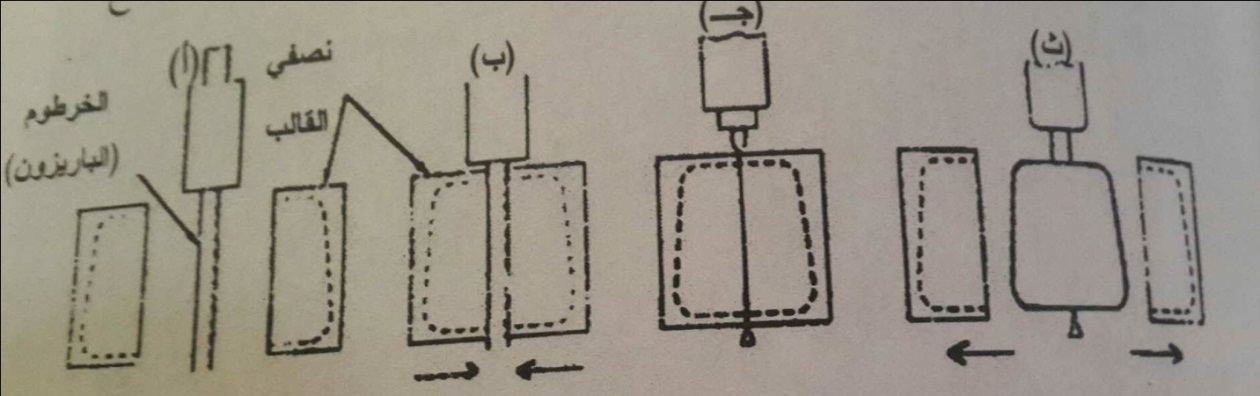 (أ)
الخرطوم
(الباريزون)
نصفي
القالب
(ب)
(جـ)
(ث)